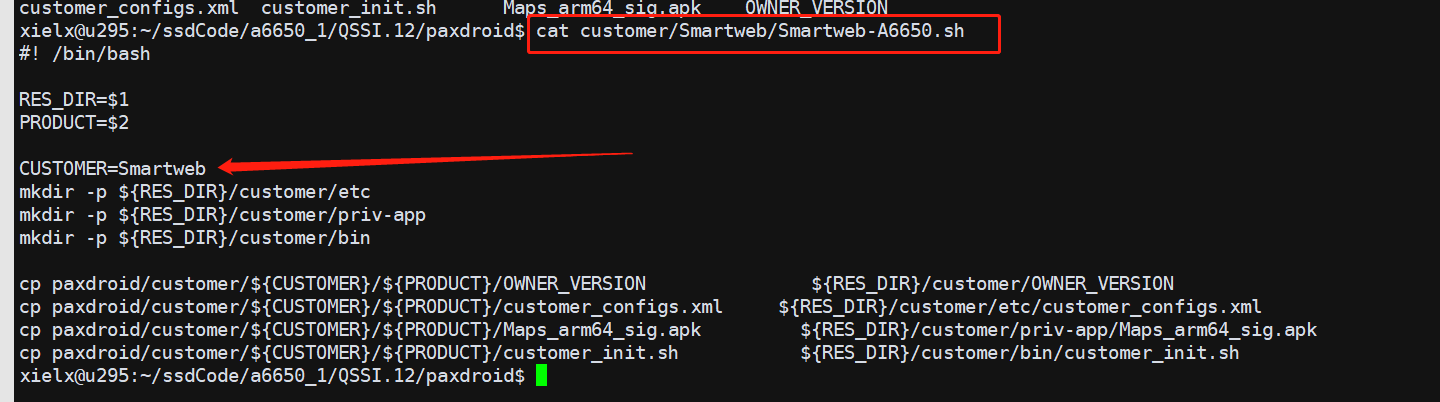 customer_configs.xml  customer_init.sh      Maps_arm64_sig.apk    OWNER_VERSION
xielx@u295:~/ssdCode/a6650_1/QSSI.12/paxdroid$ cat customer/Smartweb/Smartweb-A6650.sh
#! /bin/bash
RES_DIR=$1
PRODUCT=$2
CUSTOMER=Smartweb
mkdir -p ${RES_DIR}/customer/etc
mkdir -p ${RES_DIR}/customer/priv-app
mkdir -p ${RES_DIR}/customer/bin
cp paxdroid/customer/${CUSTOMER}/${PRODUCT}/OWNER_VERSION               ${RES_DIR}/customer/OWNER_VERSION
cp paxdroid/customer/${CUSTOMER}/${PRODUCT}/customer_configs.xml     ${RES_DIR}/customer/etc/customer_configs.xml
cp paxdroid/customer/${CUSTOMER}/${PRODUCT}/Maps_arm64_sig.apk         ${RES_DIR}/customer/priv-app/Maps_arm64_sig.apk
cp paxdroid/customer/${CUSTOMER}/${PRODUCT}/customer_init.sh           ${RES_DIR}/customer/bin/customer_init.sh
xielx@u295:~/ssdCode/a6650_1/QSSI.12/paxdroid$